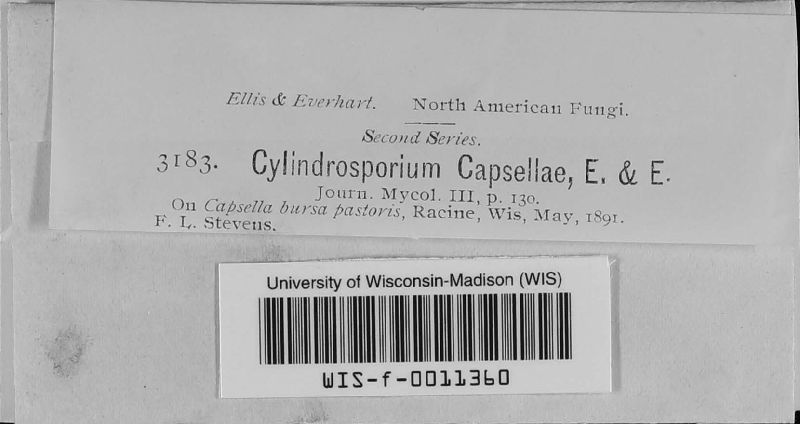 Ellis & Everhart. North American Fungi.
Second Series.
3183. Cylindrosporium Capsellae, E. & E.
Journ. Mycol. III, p. 130.
On Capsella bursa pastoris, Racine, Wis, May, 1891.
F. L. Stevens.
University of Wisconsin-Madison (WIS)
WIS-f-0011360